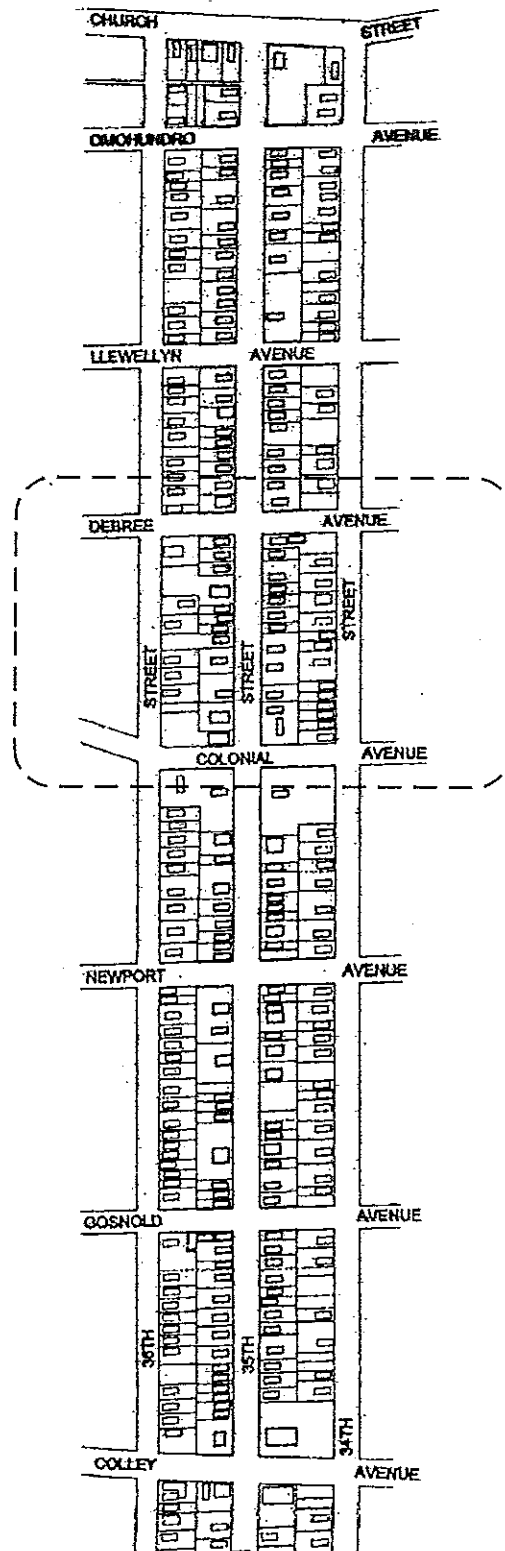 CHURCH STREET
OMOHUNDRO AVENUE
LLEWELLYN AVENUE
DEBREE AVENUE
STREET STREET STREET
COLONIAL AVENUE
NEWPORT AVENUE
GOSNOLD AVENUE
36TH 35TH 34TH
COLLEY AVENUE